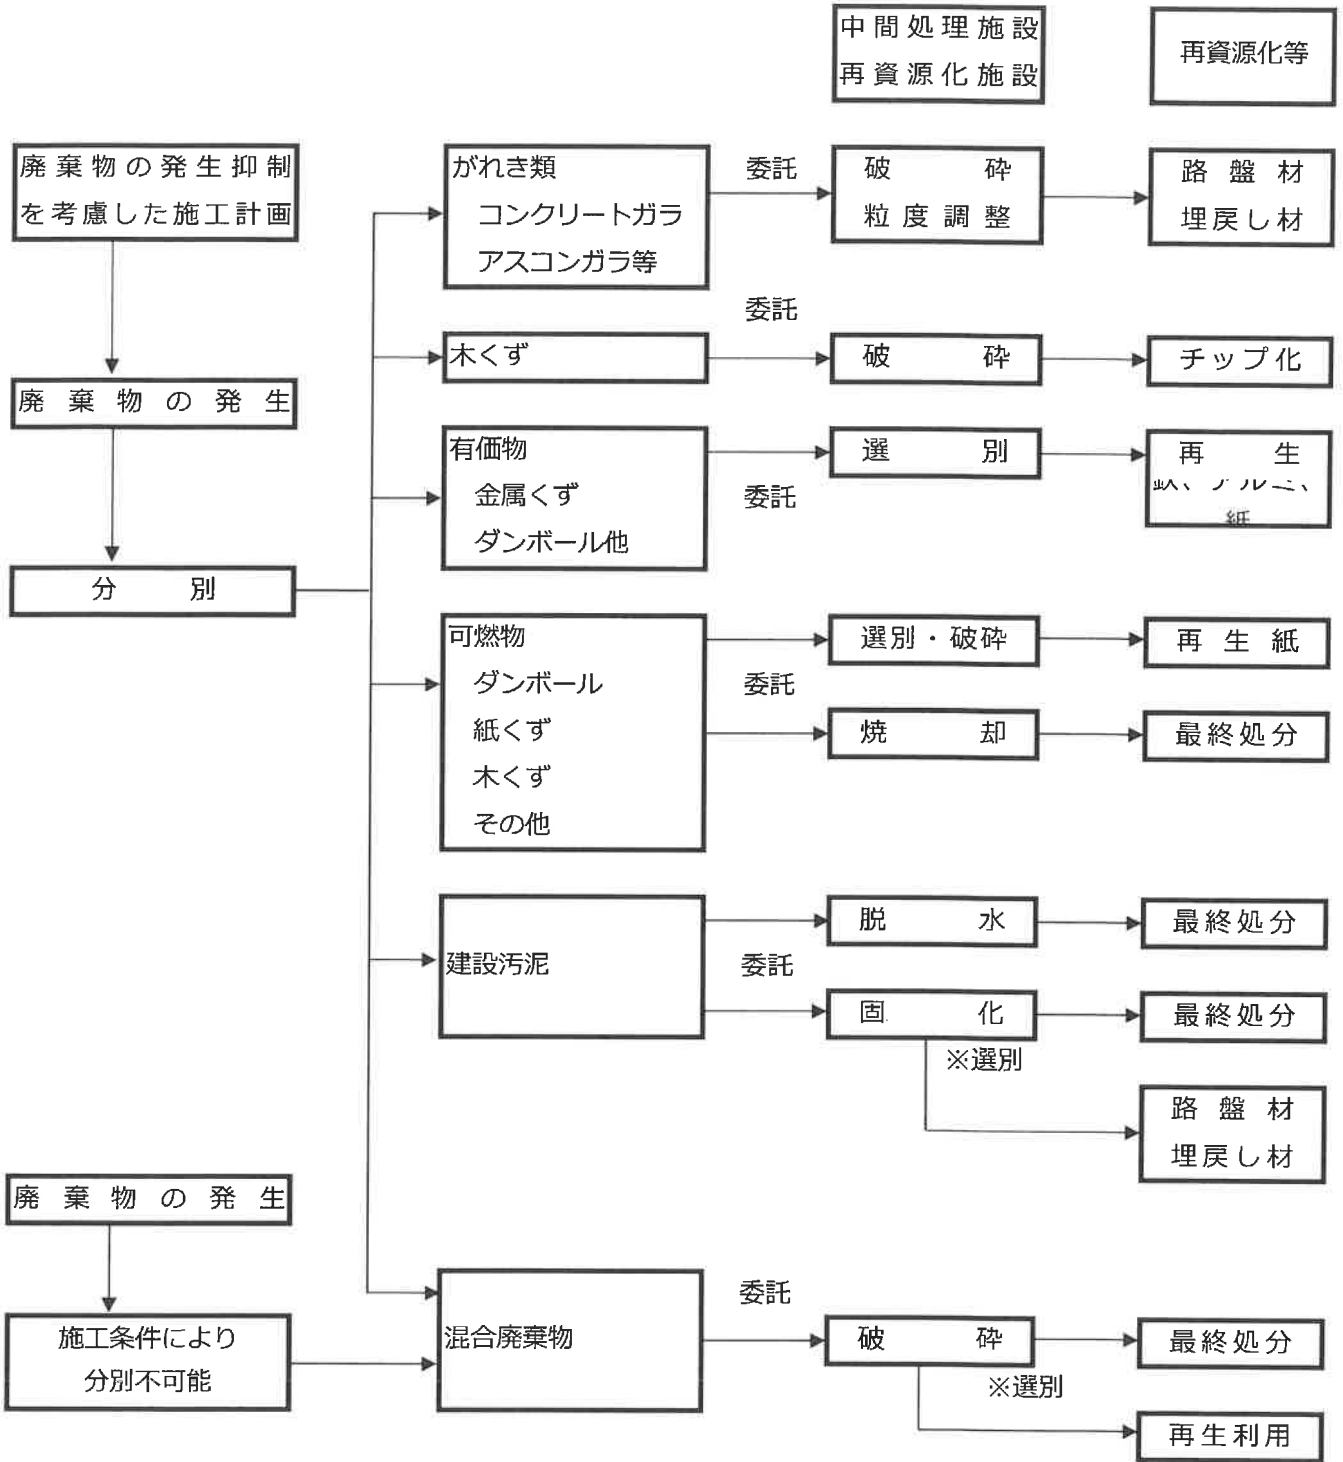 中間処理施設
再資源化施設
再資源化等
廃棄物の発生抑制
を考慮した施工計画
廃棄物の発生
分別
がれき類
コンクリートガラ
アスコンガラ等
委託
破砕
粒度調整
路盤材
埋戻し材
木くず
委託
破砕
チップ化
有価物
金属くず
ダンボール他
委託
選別
再生
鉄、アルミ、
紙
可燃物
ダンボール
紙くず
木くず
その他
委託
選別・破砕
再生紙
焼却
最終処分
建設汚泥
委託
脱水
最終処分
固化
※選別
最終処分
路盤材
埋戻し材
廃棄物の発生
施工条件により
分別不可能
混合廃棄物
委託
破砕
※選別
最終処分
再生利用